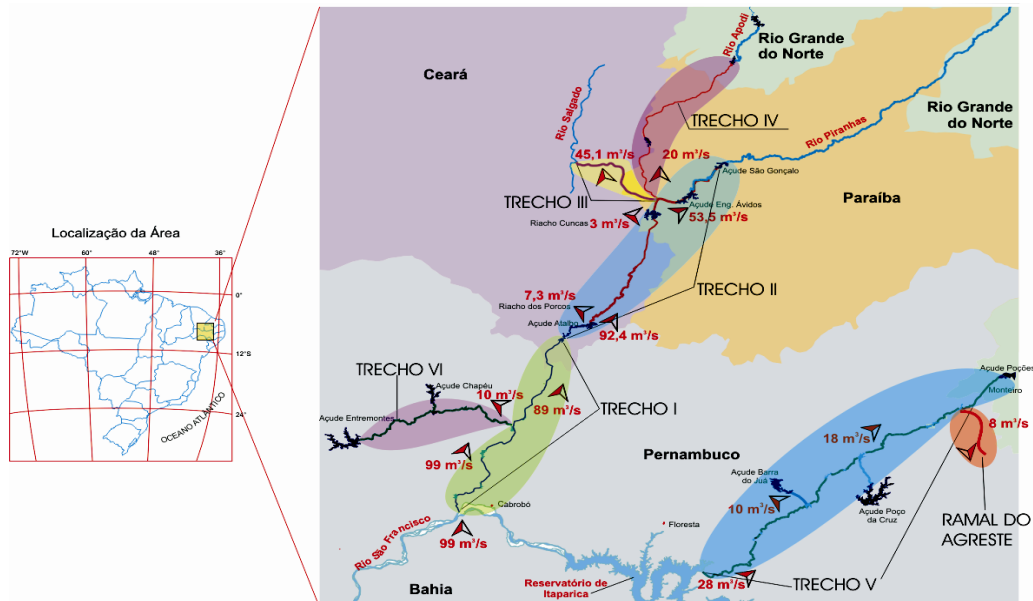 Localização da Área
72°W
60°
48°
36°
0°
12°S
24°
OCEANO ATLÂNTICO
Ceará
Rio Apodi
Rio Grande
do Norte
Rio Salgado
TRECHO IV
Rio Piranhas
Rio Grande
do Norte
45,1 m³/s
20 m³/s
Açude São Gonçalo
TRECHO III
Açude Eng. Ávidos
Paraíba
Riacho Cuncas
3 m³/s
53,5 m³/s
TRECHO II
7,3 m³/s
Riacho dos Porcos
Açude Atalho
92,4 m³/s
TRECHO VI
Açude Chapéu
10 m³/s
89 m³/s
TRECHO I
Açude Entremontes
Açude Poções
Monteiro
8 m³/s
18 m³/s
99 m³/s
Pernambuco
Açude Barra
do Juá
10 m³/s
Açude Poço
da Cruz
RAMAL DO
AGRESTE
Cabrobó
Floresta
99 m³/s
Rio São Francisco
Bahia
Reservatório de
Itaparica
28 m³/s
TRECHO V